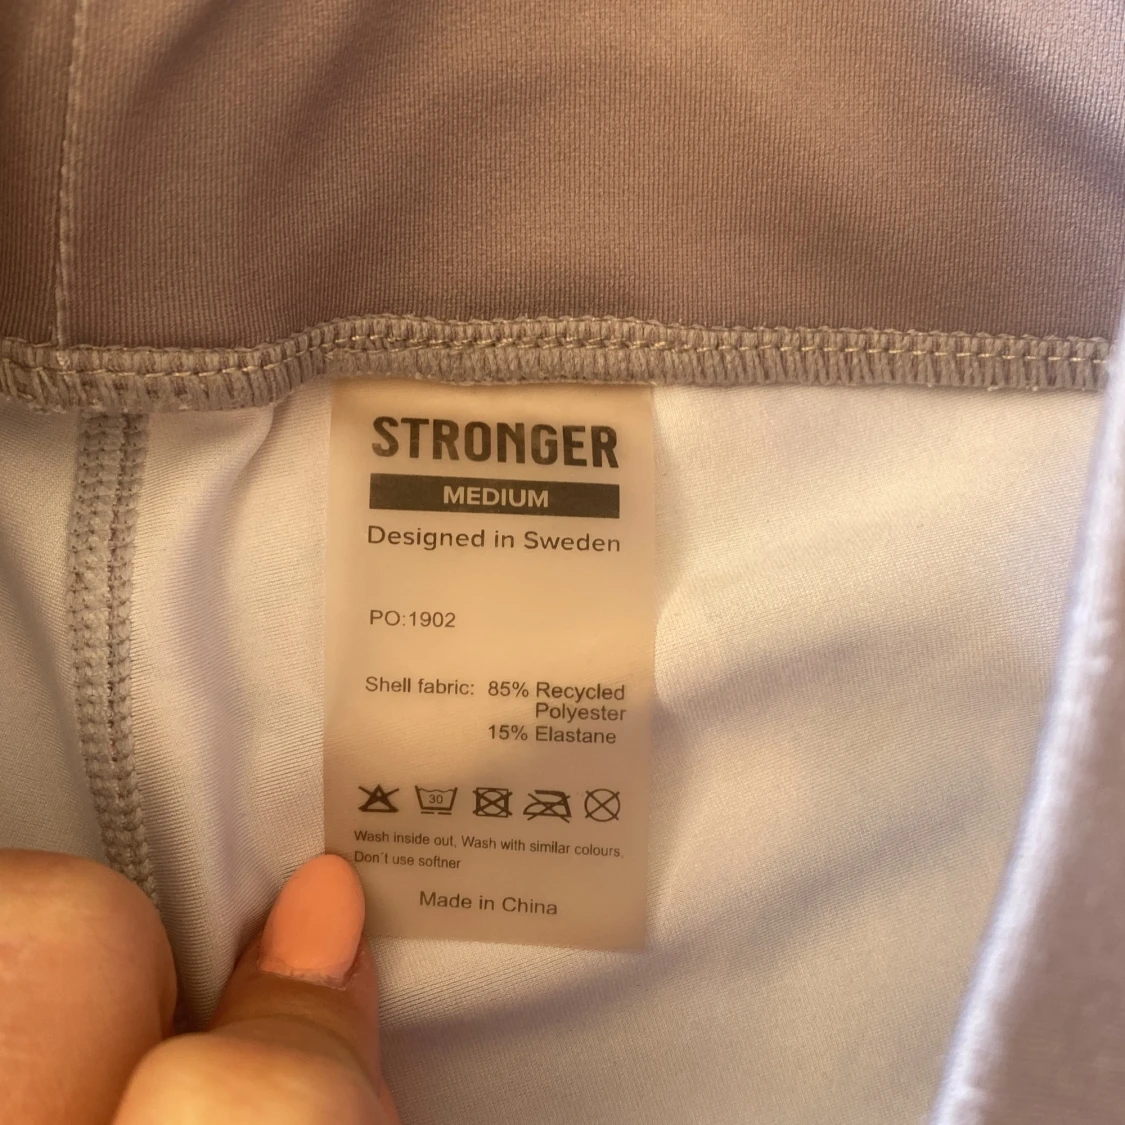 STRONGER
MEDIUM
Designed in Sweden
PO:1902
Shell fabric: 85% Recycled
Polyester
15% Elastane
30
Wash inside out, Wash with similar colours,
Don´t use softner
Made in China